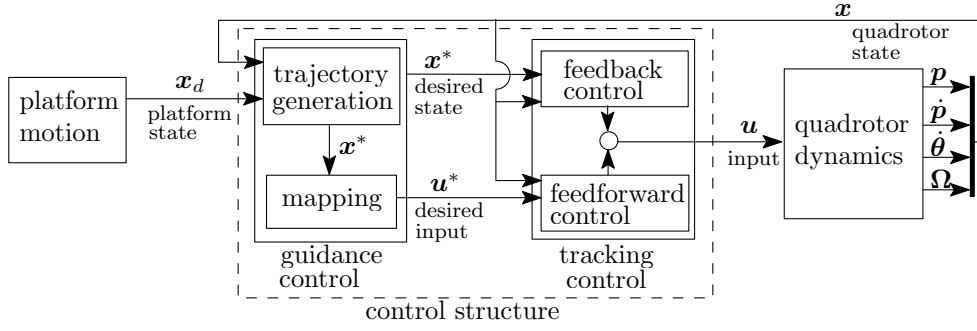 x
quadrotor
state
platform
motion
x_d
platform
state
trajectory
generation
x*
x*
desired
state
mapping
u*
desired
input
guidance
control
feedback
control
feedforward
control
tracking
control
control structure
u
input
quadrotor
dynamics
p
ṗ
θ̇
Ω